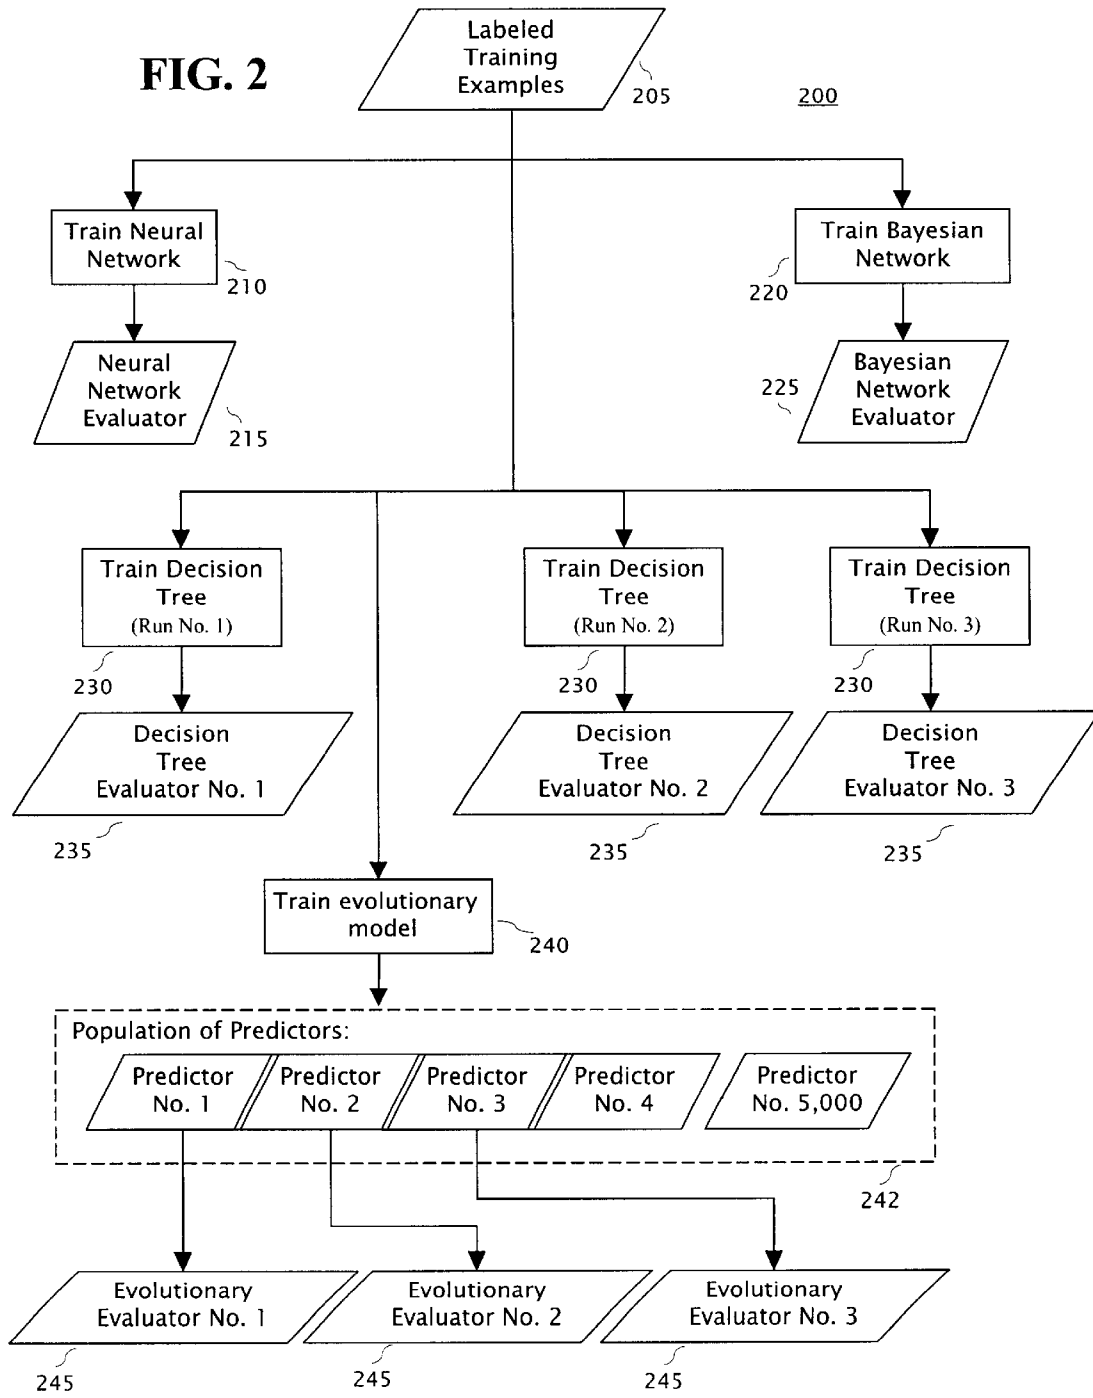 FIG. 2
Labeled
Training
Examples
205
200
Train Neural
Network
210
Train Bayesian
Network
220
Neural
Network
Evaluator
215
Bayesian
Network
Evaluator
225
Train Decision
Tree
(Run No. 1)
230
Train Decision
Tree
(Run No. 2)
230
Train Decision
Tree
(Run No. 3)
230
Decision
Tree
Evaluator No. 1
235
Decision
Tree
Evaluator No. 2
235
Decision
Tree
Evaluator No. 3
235
Train evolutionary
model
240
Population of Predictors:
Predictor
No. 1
Predictor
No. 2
Predictor
No. 3
Predictor
No. 4
Predictor
No. 5,000
242
Evolutionary
Evaluator No. 1
245
Evolutionary
Evaluator No. 2
245
Evolutionary
Evaluator No. 3
245